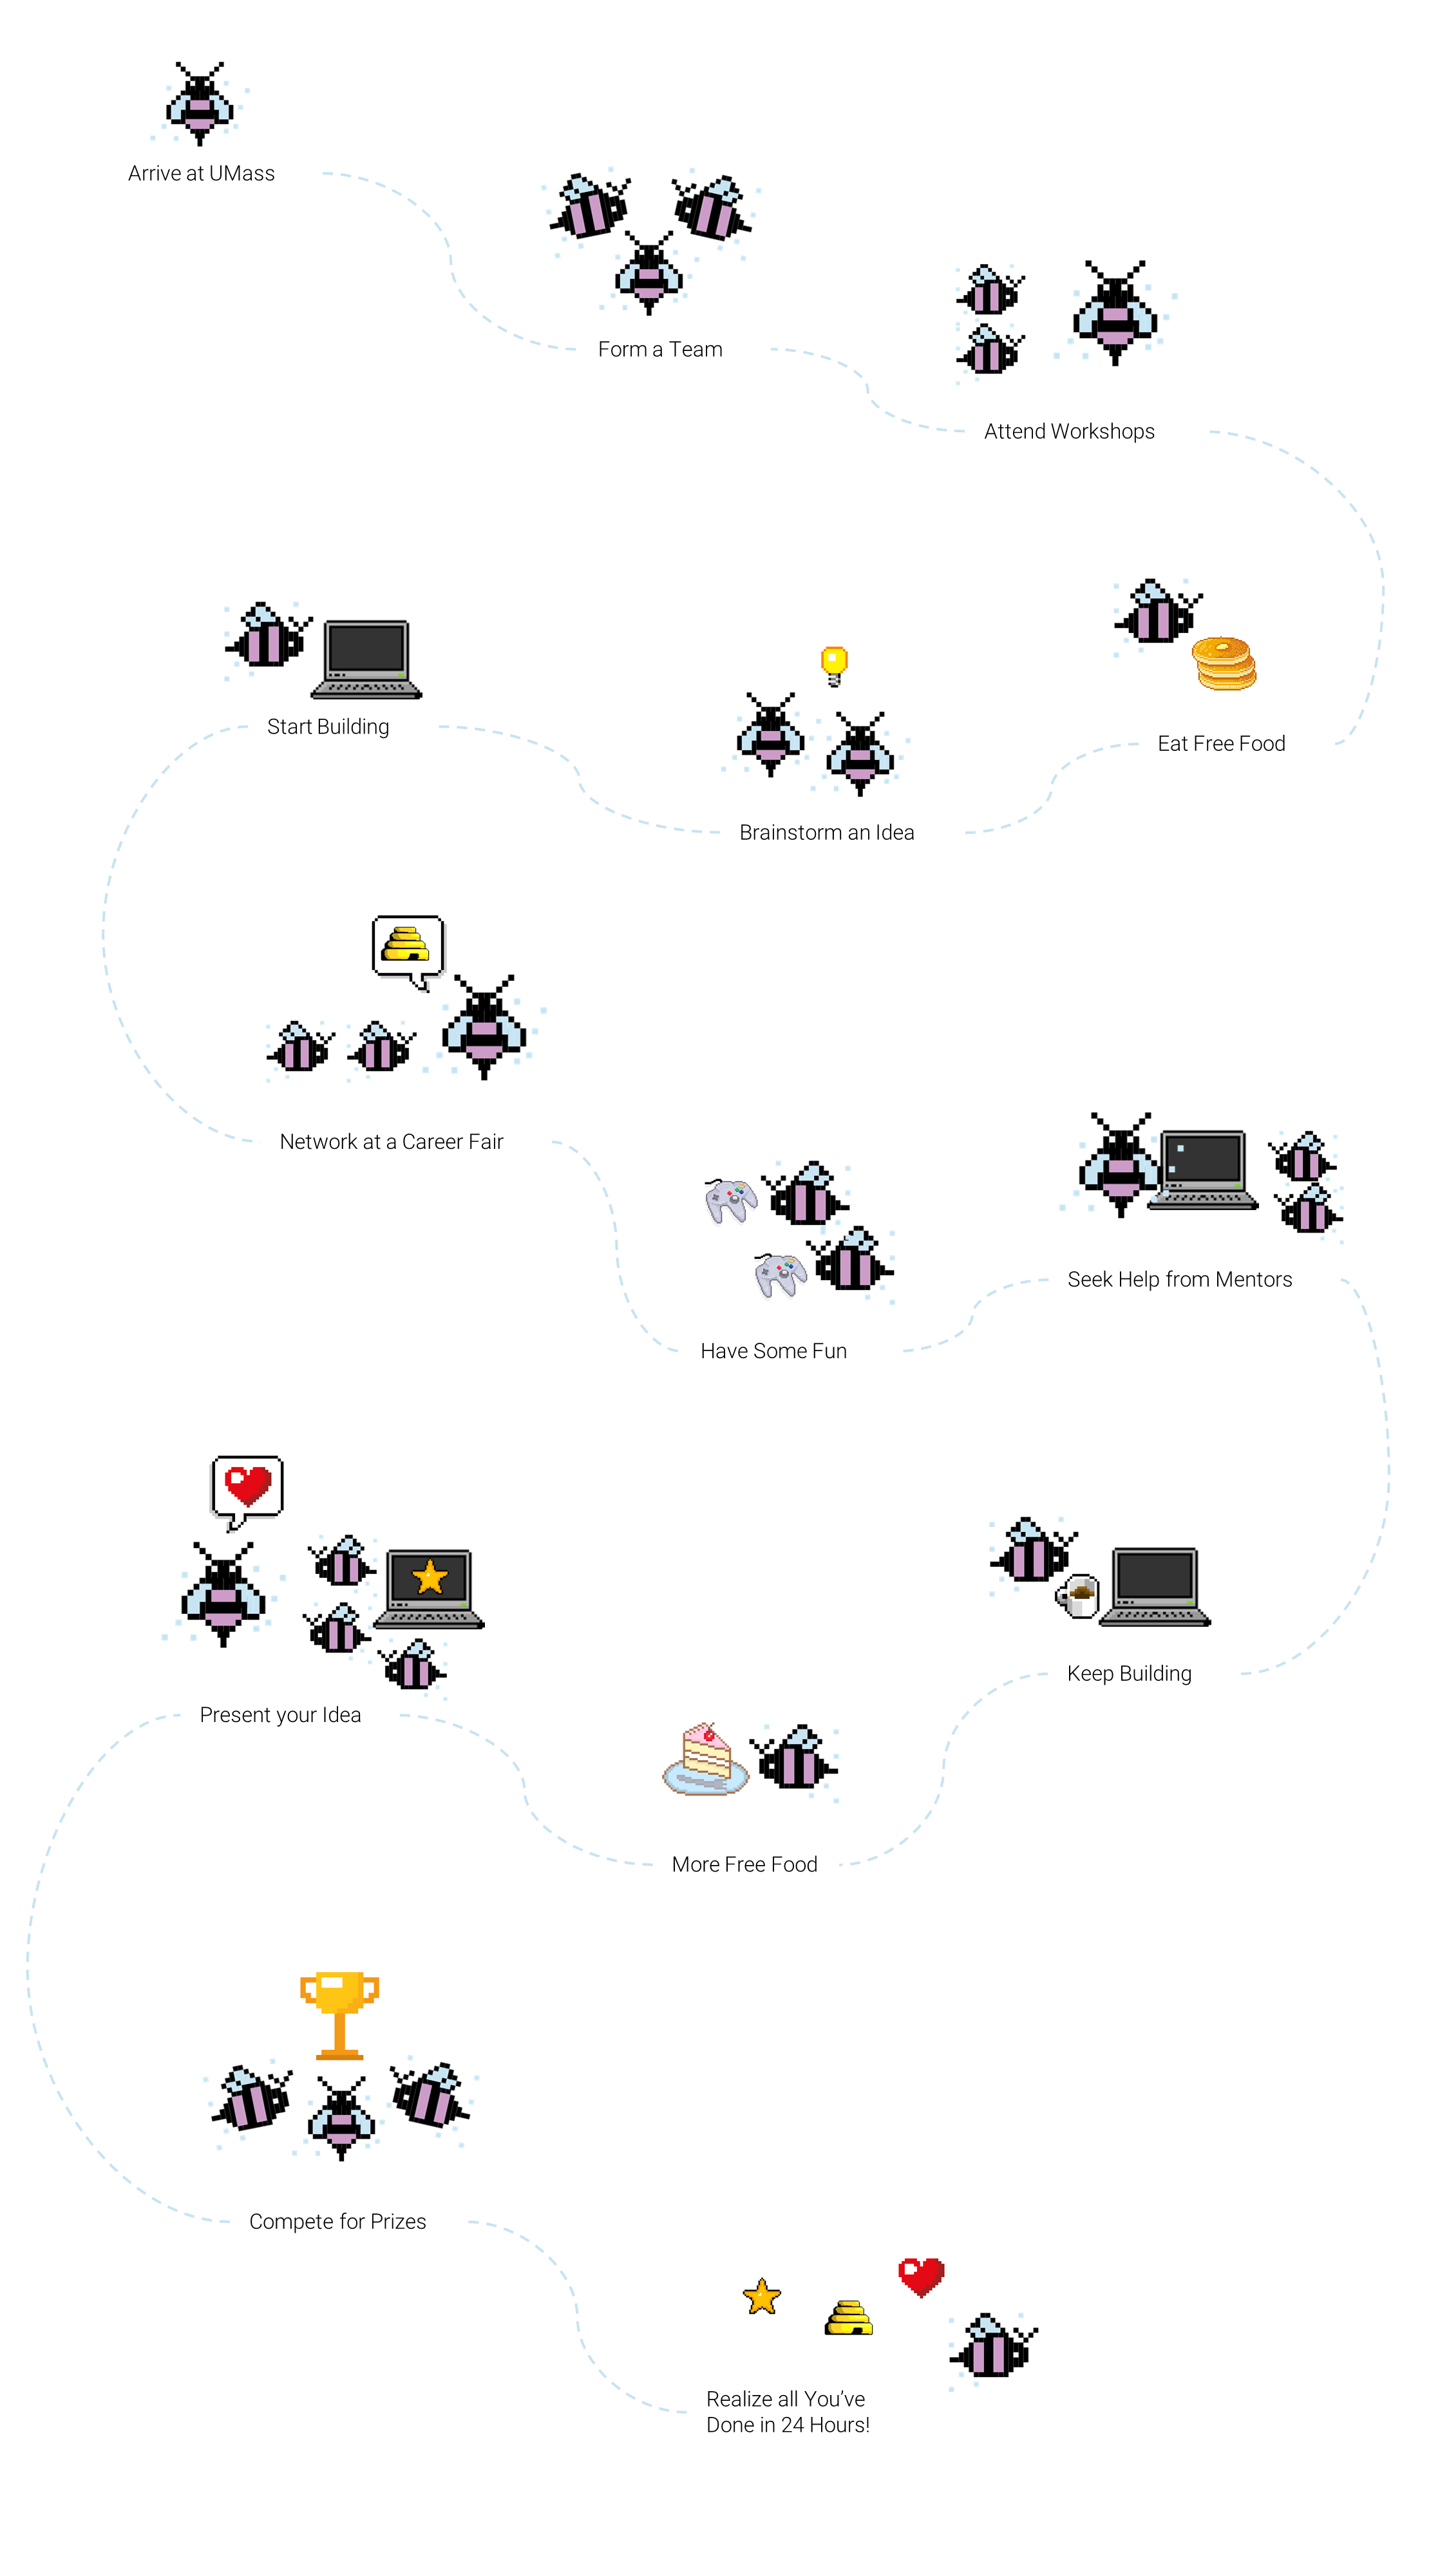 Arrive at UMass
Form a Team
Attend Workshops
Eat Free Food
Brainstorm an Idea
Start Building
Network at a Career Fair
Have Some Fun
Seek Help from Mentors
Keep Building
More Free Food
Present your Idea
Compete for Prizes
Realize all You’ve
Done in 24 Hours!